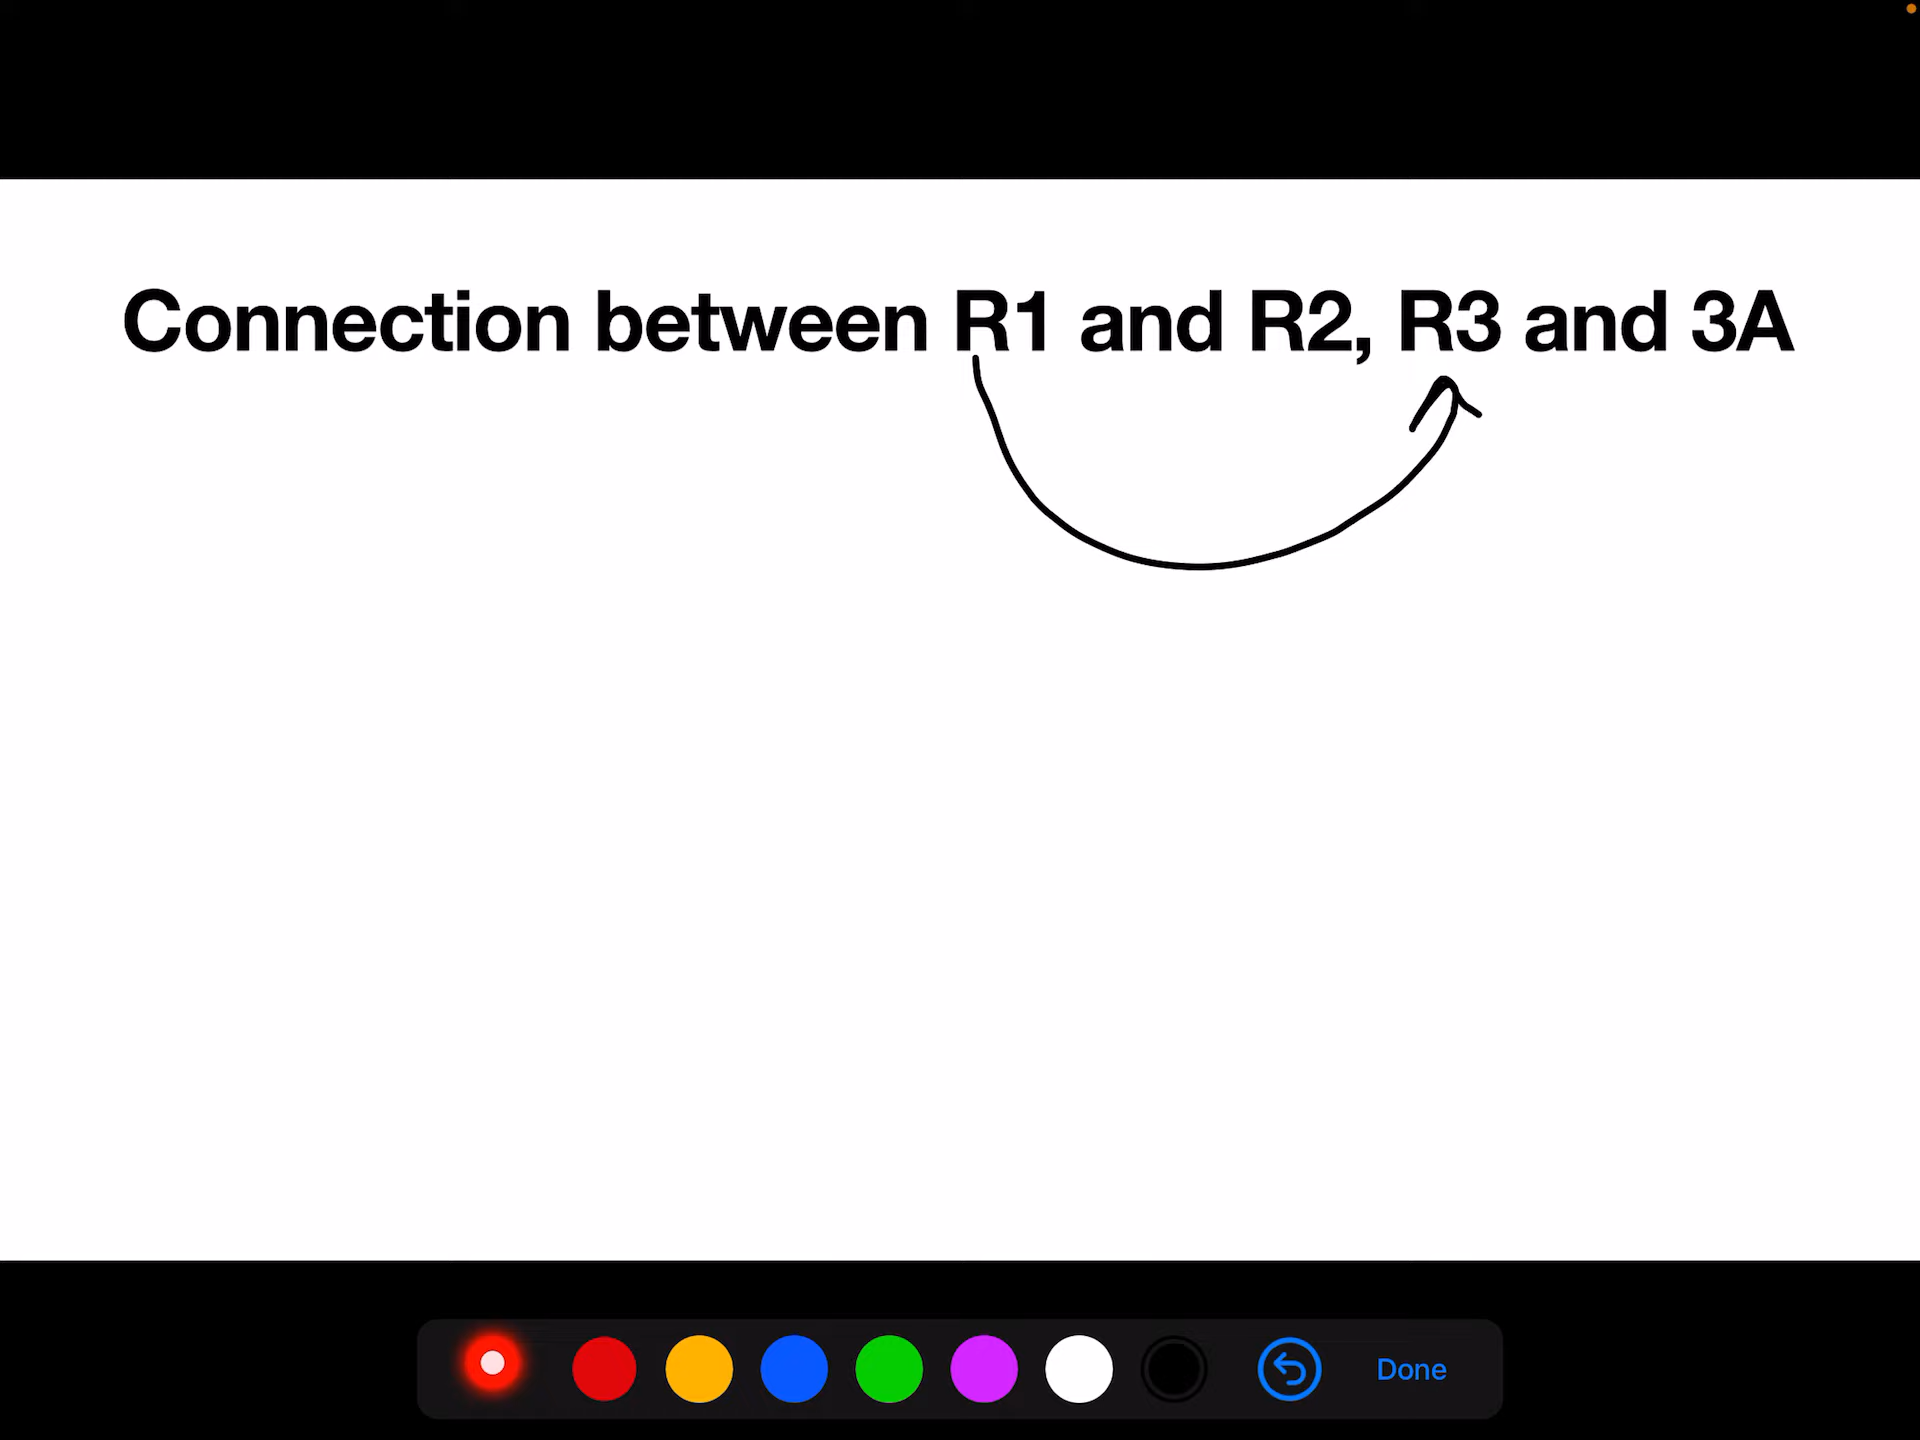 Connection between R1 and R2, R3 and 3A
Done